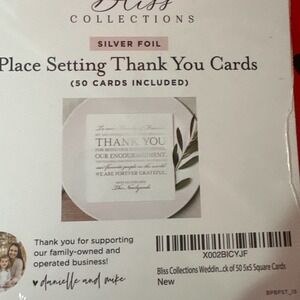 Bliss
COLLECTIONS
SILVER FOIL
Place Setting Thank You Cards
(50 CARDS INCLUDED)
THANK YOU
OUR ENCOURAGEMENT
WE ARE FOREVER GRATEFUL.
The Newlyweds
Thank you for supporting
our family-owned and
operated business!
danielle and mike
X002BICYJF
Bliss Collections Weddin...ck of 50 5x5 Square Cards
New